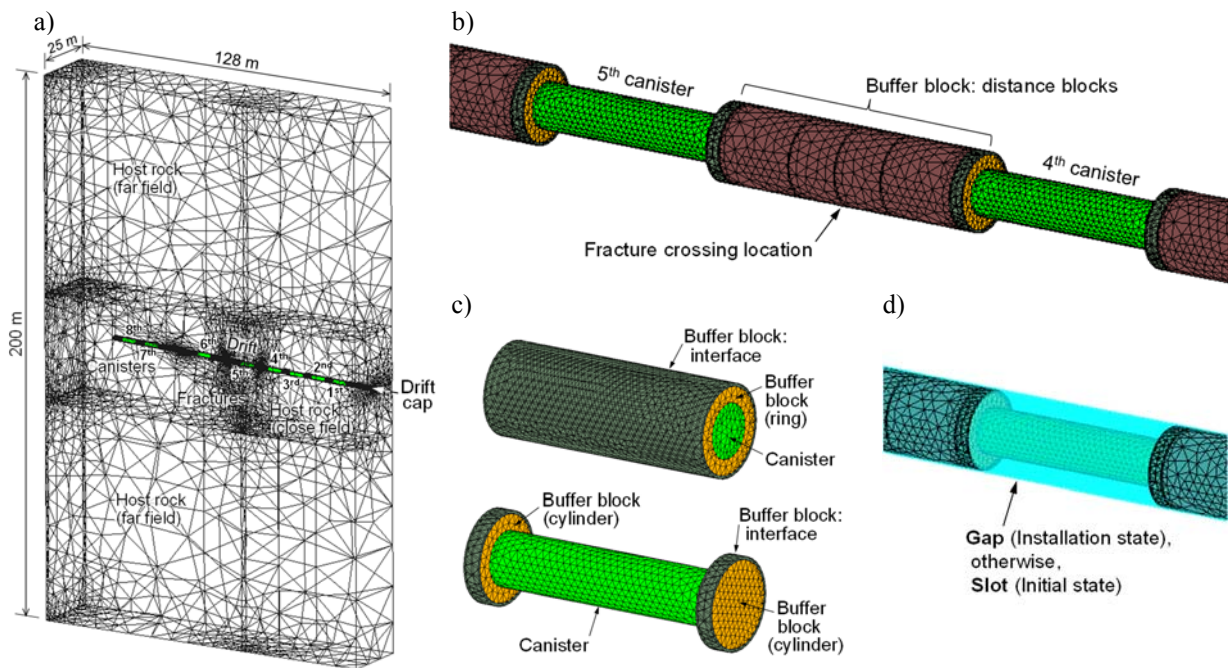 a)
25 m
128 m
200 m
Host rock
(far field)
8th
7th
6th
Drift
5th
4th
3rd
2nd
1st
Canisters
Fractures
Host rock
(close field)
Drift
cap
Host rock
(far field)
b)
5th canister
Buffer block: distance blocks
4th canister
Fracture crossing location
c)
Buffer block:
interface
Buffer
block
(ring)
Canister
Buffer block
(cylinder)
Buffer block:
interface
Canister
Buffer
block
(cylinder)
d)
Gap (Installation state),
otherwise,
Slot (Initial state)